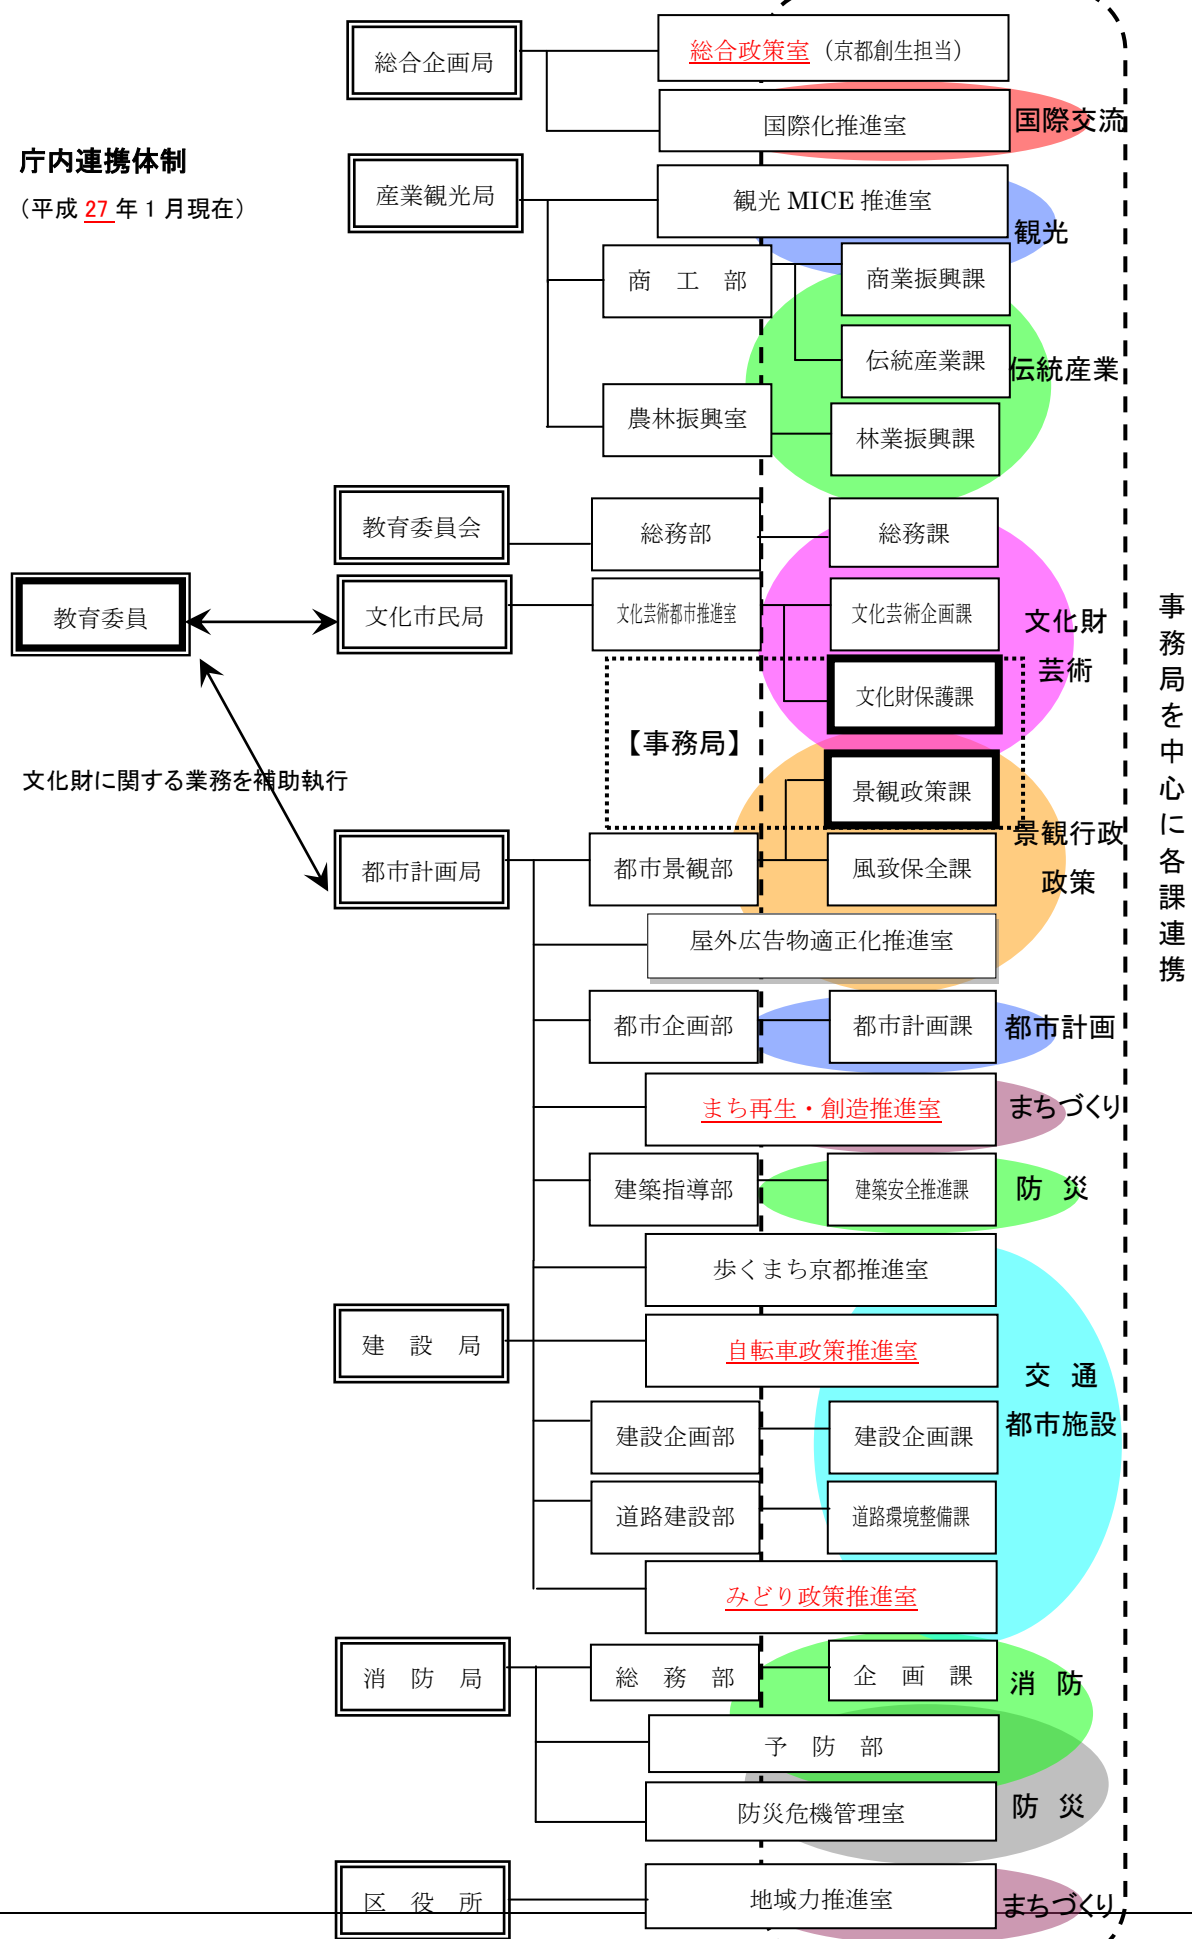 総合企画局
総合政策室（京都創生担当）
国際化推進室
国際交流
庁内連携体制
（平成 27 年 1 月現在）
産業観光局
観光 MICE 推進室
観光
商　工　部
商業振興課
伝統産業課
伝統産業
農林振興室
林業振興課
教育委員会
総務部
総務課
教育委員
文化市民局
文化芸術都市推進室
文化芸術企画課
文化財
芸術
文化財保護課
【事務局】
景観政策課
文化財に関する業務を補助執行
景観行政
政策
都市計画局
都市景観部
風致保全課
屋外広告物適正化推進室
都市企画部
都市計画課
都市計画
まち再生・創造推進室
まちづくり
建築指導部
建築安全推進課
防　災
歩くまち京都推進室
建　設　局
自転車政策推進室
交　通
都市施設
建設企画部
建設企画課
道路建設部
道路環境整備課
みどり政策推進室
消　防　局
総　務　部
企　画　課
消　防
予　防　部
防災危機管理室
防　災
区　役　所
地域力推進室
まちづくり
事務局を中心に各課連携